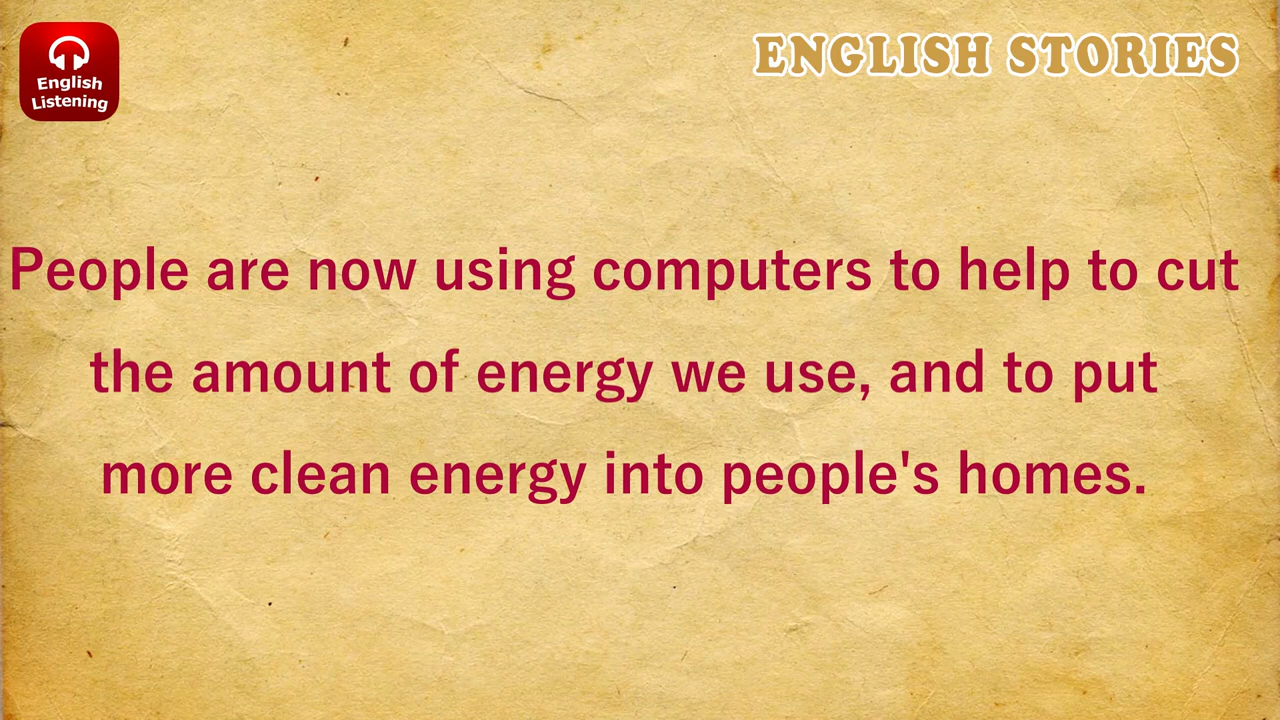 English
Listening
ENGLISH STORIES
People are now using computers to help to cut
the amount of energy we use, and to put
more clean energy into people's homes.